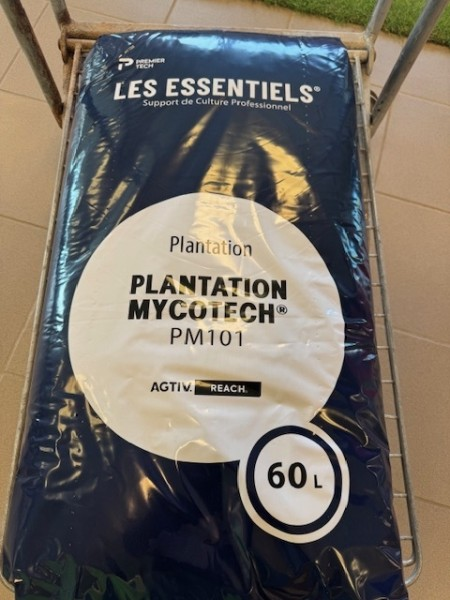 PREMIER
TECH
LES ESSENTIELS®
Support de Culture Professionnel
Plantation
PLANTATION
MYCOTECH®
PM101
AGTIV. REACH.
60 L